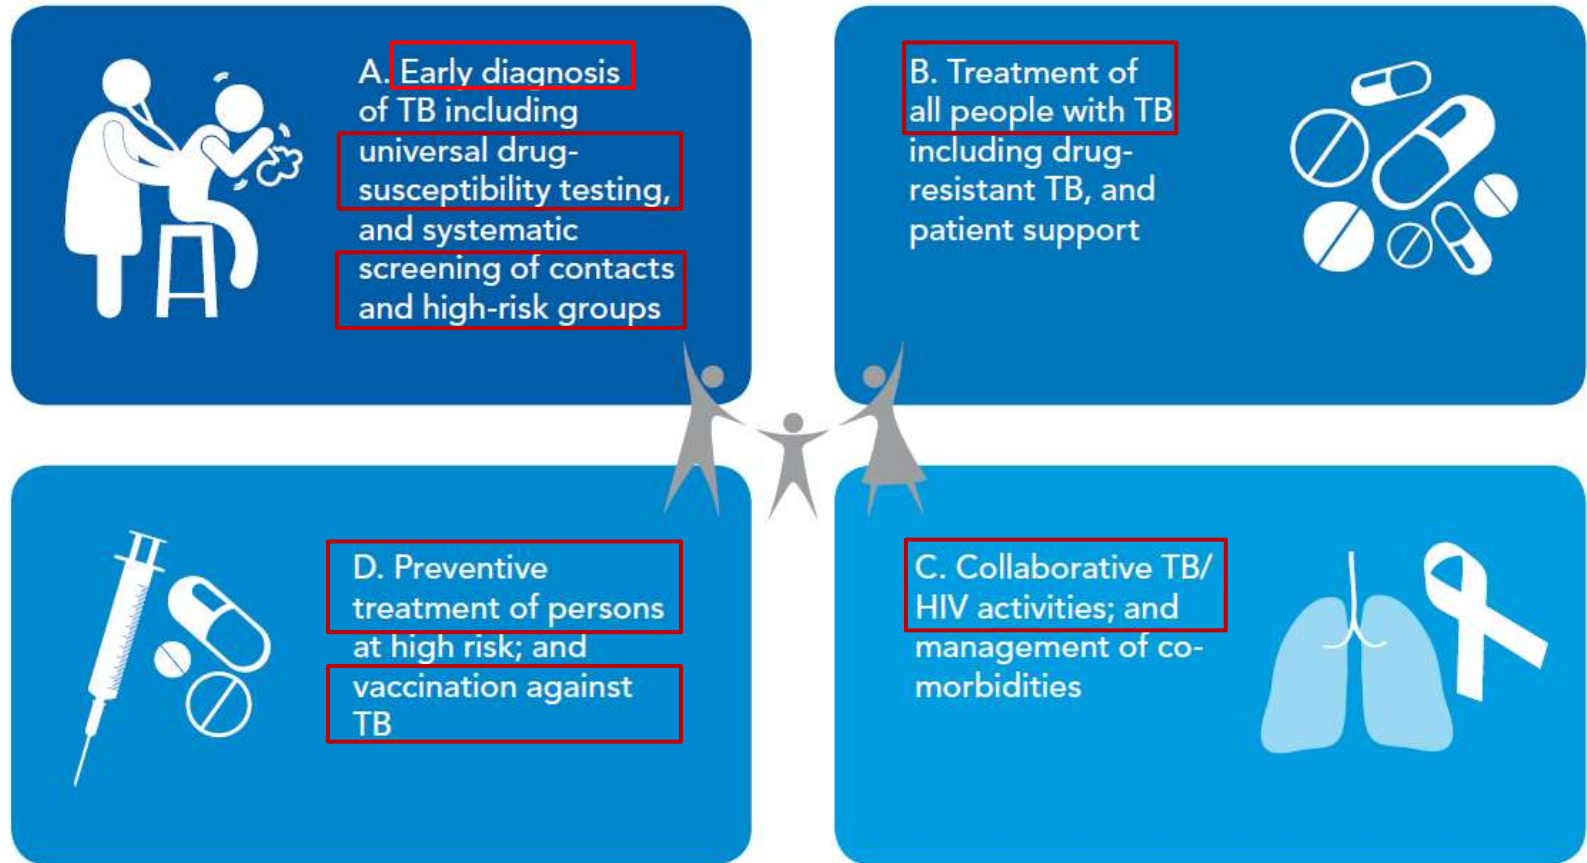 A. Early diagnosis
of TB including
universal drug-
susceptibility testing,
and systematic
screening of contacts
and high-risk groups
B. Treatment of
all people with TB
including drug-
resistant TB, and
patient support
D. Preventive
treatment of persons
at high risk; and
vaccination against
TB
C. Collaborative TB/
HIV activities; and
management of co-
morbidities